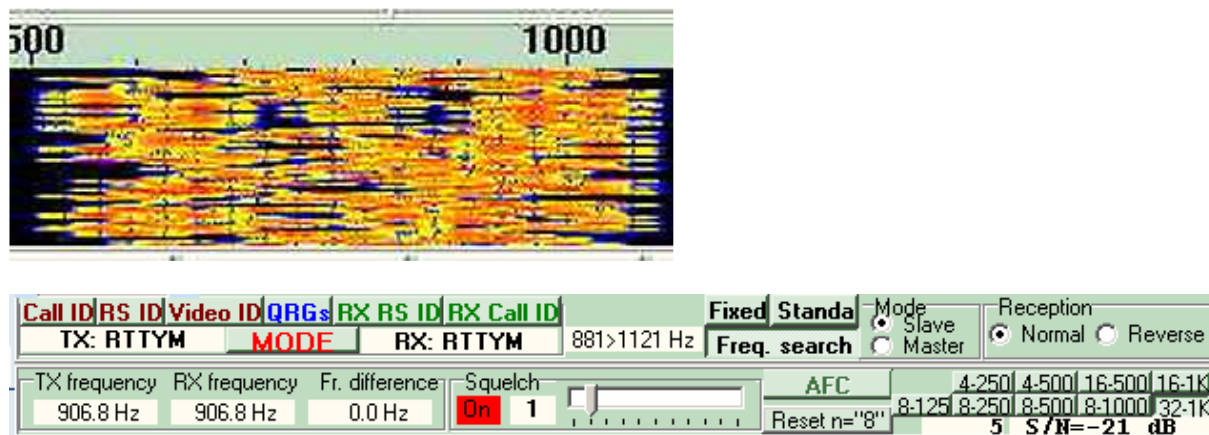 500 1000
Call ID RS ID Video ID QRGs RX RS ID RX Call ID Fixed Standa Mode Reception
TX: RTTYM MODE RX: RTTYM 881>1121 Hz Freq. search Slave Master Normal Reverse
TX frequency RX frequency Fr. difference Squelch AFC 4-250 4-500 16-500 16-1K
906.8 Hz 906.8 Hz 0.0 Hz On 1 Reset n="8" 8-125 8-250 8-500 8-1000 32-1K
5 S/N=-21 dB